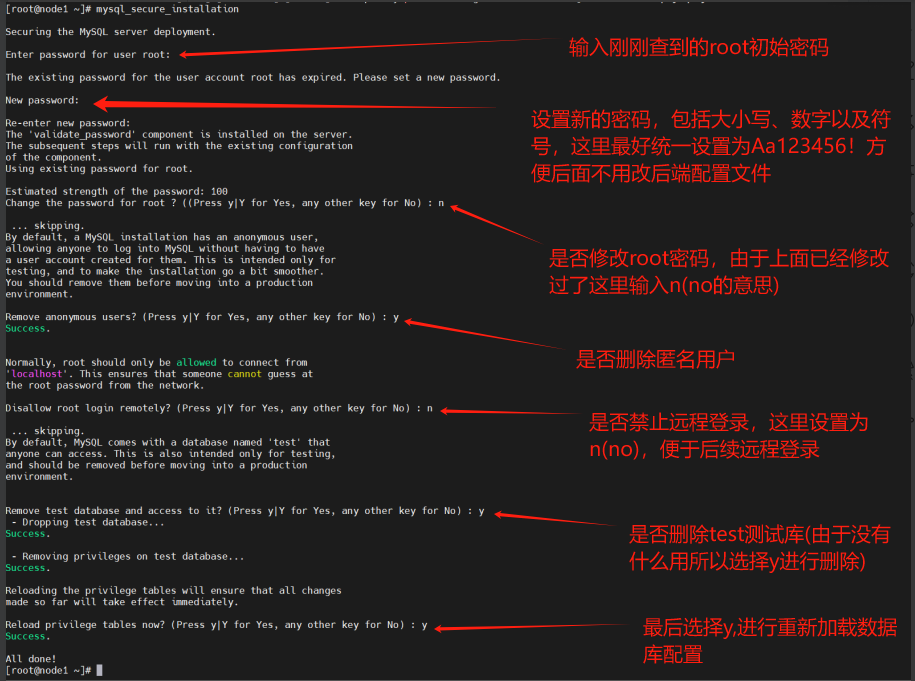 [root@node1 ~]# mysql_secure_installation
Securing the MySQL server deployment.
Enter password for user root:
输入刚刚查到的root初始密码
The existing password for the user account root has expired. Please set a new password.
New password:
设置新的密码，包括大小写、数字以及符
号，这里最好统一设置为Aa123456！方
便后面不用改后端配置文件
Re-enter new password:
The 'validate_password' component is installed on the server.
The subsequent steps will run with the existing configuration
of the component.
Using existing password for root.
Estimated strength of the password: 100
Change the password for root ? ((Press y|Y for Yes, any other key for No) : n
是否修改root密码，由于上面已经修改
过了这里输入n(no的意思)
... skipping.
By default, a MySQL installation has an anonymous user,
allowing anyone to log into MySQL without having to have
a user account created for them. This is intended only for
testing, and to make the installation go a bit smoother.
You should remove them before moving into a production
environment.
Remove anonymous users? (Press y|Y for Yes, any other key for No) : y
是否删除匿名用户
Success.
Normally, root should only be allowed to connect from
'localhost'. This ensures that someone cannot guess at
the root password from the network.
Disallow root login remotely? (Press y|Y for Yes, any other key for No) : n
是否禁止远程登录，这里设置为
n(no)，便于后续远程登录
... skipping.
By default, MySQL comes with a database named 'test' that
anyone can access. This is also intended only for testing,
and should be removed before moving into a production
environment.
Remove test database and access to it? (Press y|Y for Yes, any other key for No) : y
是否删除test测试库(由于没有
什么用所以选择y进行删除)
- Dropping test database...
Success.
- Removing privileges on test database...
Success.
Reloading the privilege tables will ensure that all changes
made so far will take effect immediately.
Reload privilege tables now? (Press y|Y for Yes, any other key for No) : y
最后选择y,进行重新加载数据
库配置
Success.
All done!
[root@node1 ~]#